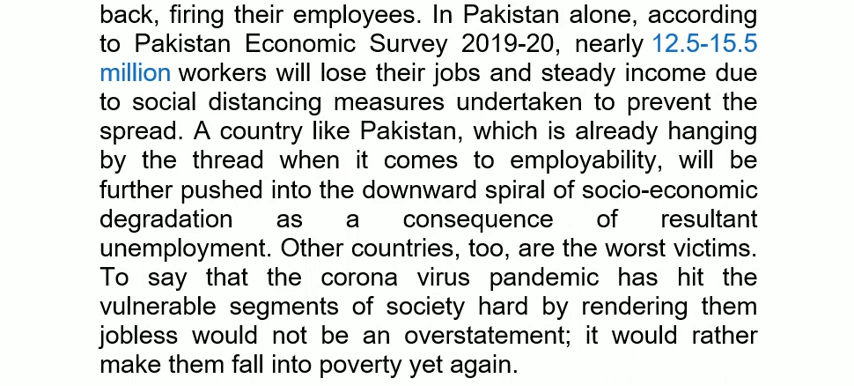 back, firing their employees. In Pakistan alone, according
to Pakistan Economic Survey 2019-20, nearly 12.5-15.5
million workers will lose their jobs and steady income due
to social distancing measures undertaken to prevent the
spread. A country like Pakistan, which is already hanging
by the thread when it comes to employability, will be
further pushed into the downward spiral of socio-economic
degradation as a consequence of resultant
unemployment. Other countries, too, are the worst victims.
To say that the corona virus pandemic has hit the
vulnerable segments of society hard by rendering them
jobless would not be an overstatement; it would rather
make them fall into poverty yet again.